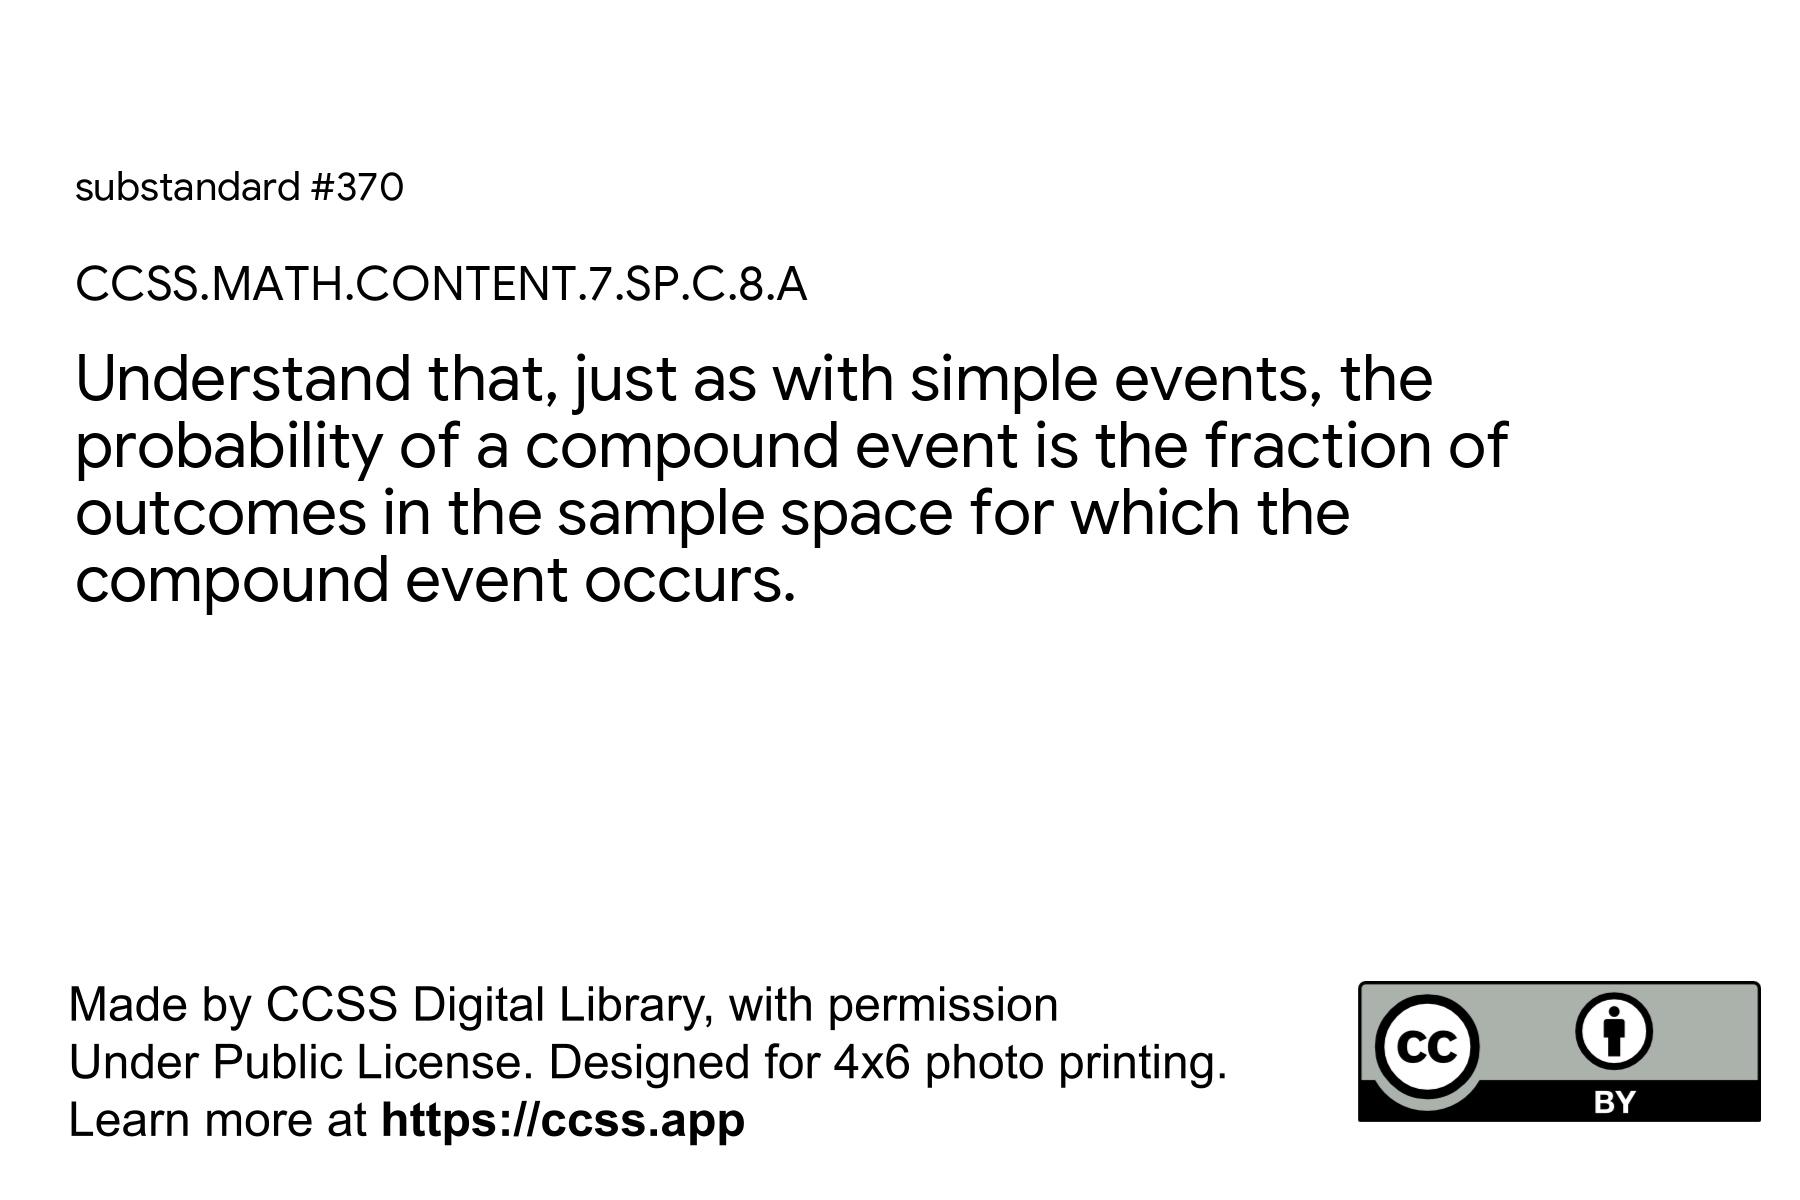 substandard #370
CCSS.MATH.CONTENT.7.SP.C.8.A
Understand that, just as with simple events, the
probability of a compound event is the fraction of
outcomes in the sample space for which the
compound event occurs.
Made by CCSS Digital Library, with permission
Under Public License. Designed for 4x6 photo printing.
Learn more at https://ccss.app
cc
BY